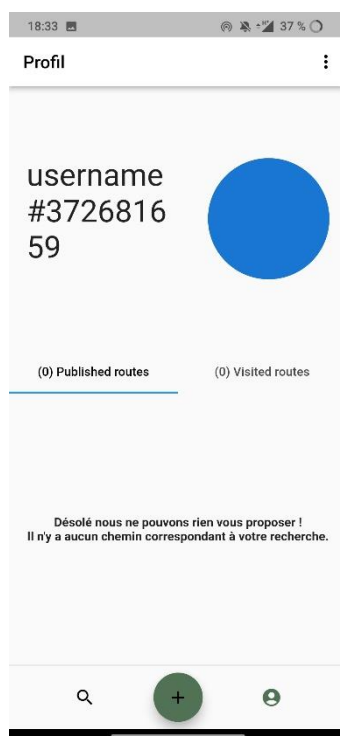 18:33 37 %
Profil
username
#3726816
59
(0) Published routes (0) Visited routes
Désolé nous ne pouvons rien vous proposer !
Il n'y a aucun chemin correspondant à votre recherche.